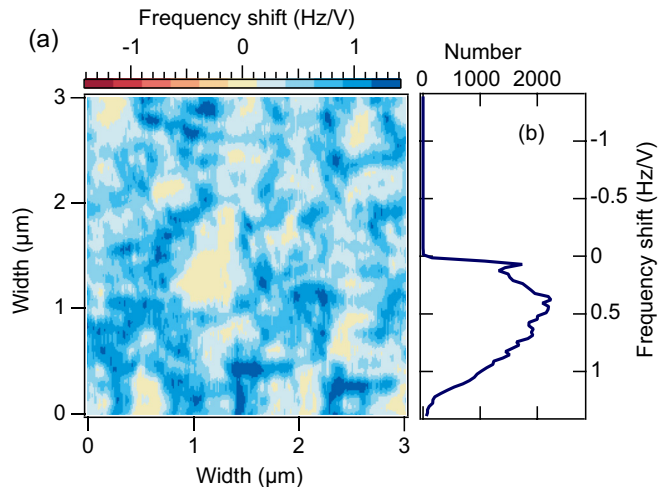 (a)
Frequency shift (Hz/V)
-1 0 1
3
2
1
0
Width (µm)
0 1 2 3
Width (µm)
Number
0 1000 2000
(b)
-1
-0.5
0
0.5
1
Frequency shift (Hz/V)